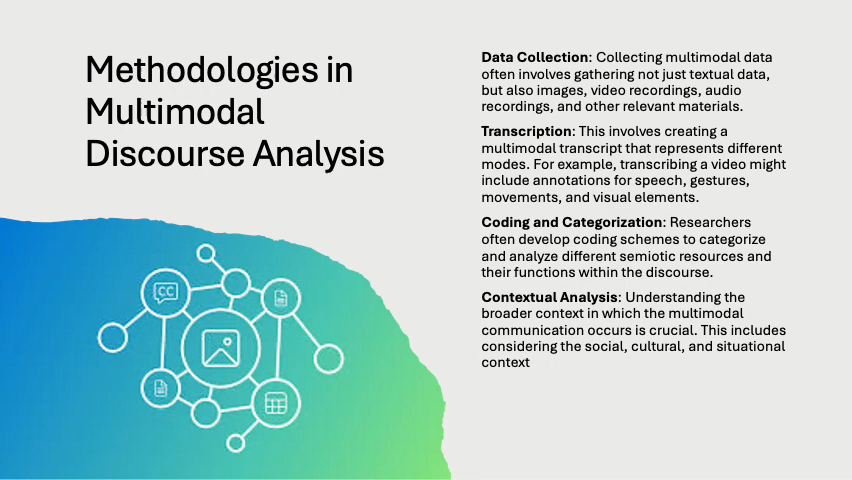 Methodologies in
Multimodal
Discourse Analysis
Data Collection: Collecting multimodal data
often involves gathering not just textual data,
but also images, video recordings, audio
recordings, and other relevant materials.
Transcription: This involves creating a
multimodal transcript that represents different
modes. For example, transcribing a video might
include annotations for speech, gestures,
movements, and visual elements.
Coding and Categorization: Researchers
often develop coding schemes to categorize
and analyze different semiotic resources and
their functions within the discourse.
Contextual Analysis: Understanding the
broader context in which the multimodal
communication occurs is crucial. This includes
considering the social, cultural, and situational
context
CC